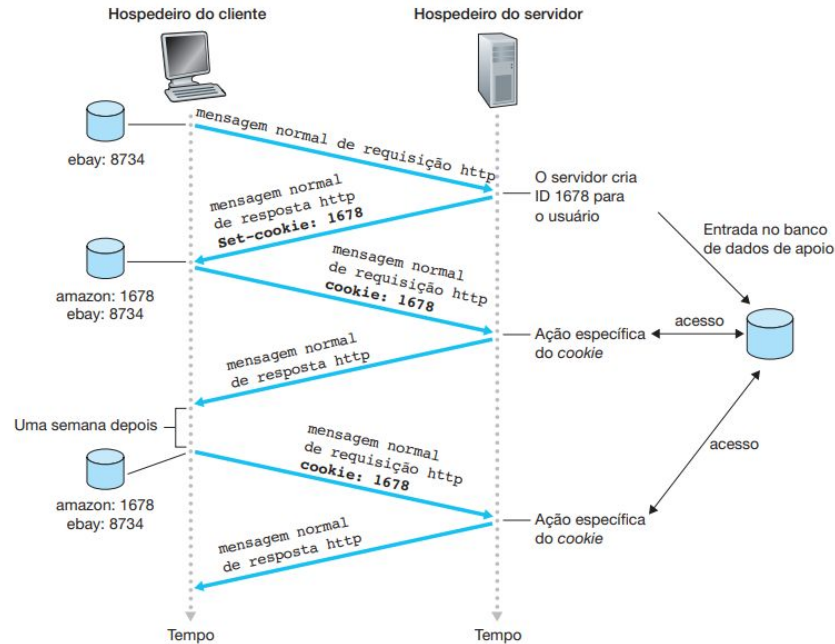 Hospedeiro do cliente
Hospedeiro do servidor
mensagem normal de requisição http
ebay: 8734
O servidor cria
ID 1678 para
o usuário
mensagem normal
de resposta http
Set-cookie: 1678
Entrada no banco
de dados de apoio
amazon: 1678
ebay: 8734
mensagem normal
de requisição http
cookie: 1678
Ação específica
do cookie
acesso
mensagem normal
de resposta http
Uma semana depois
amazon: 1678
ebay: 8734
mensagem normal
de requisição http
cookie: 1678
acesso
Ação específica
do cookie
mensagem normal
de resposta http
Tempo
Tempo